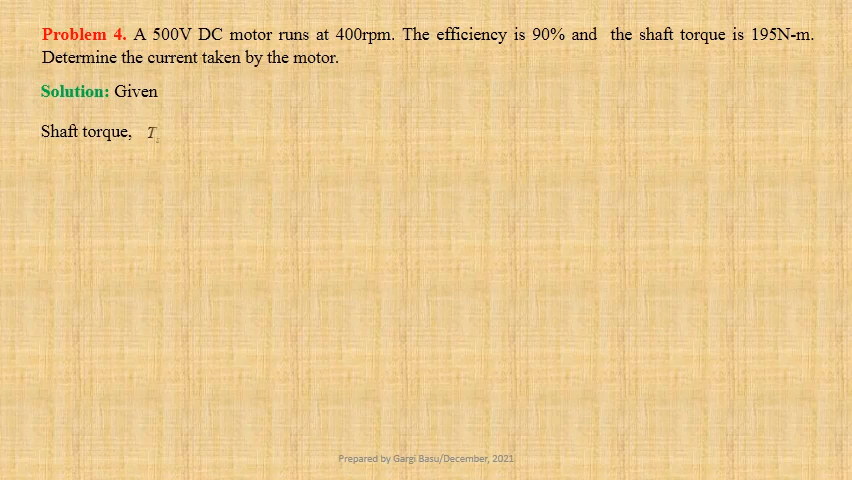 Problem 4. A 500V DC motor runs at 400rpm. The efficiency is 90% and the shaft torque is 195N-m.
Determine the current taken by the motor.
Solution: Given
Shaft torque, T
Prepared by Gargi Basu/December, 2021